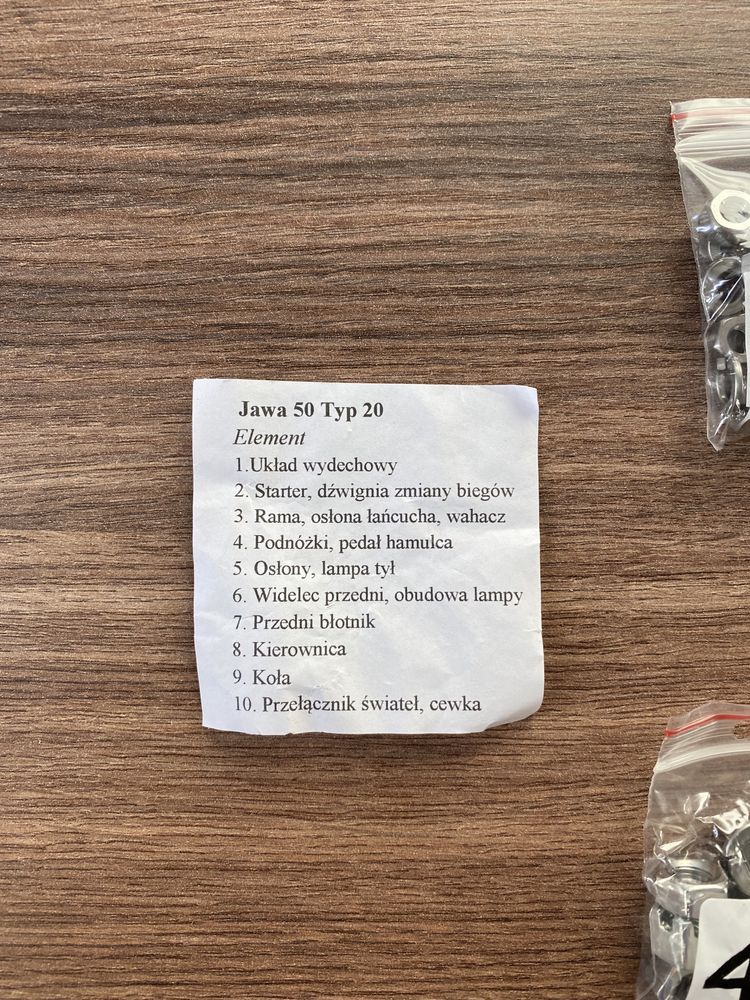 Jawa 50 Typ 20
Element
1.Układ wydechowy
2. Starter, dźwignia zmiany biegów
3. Rama, osłona łańcucha, wahacz
4. Podnóżki, pedał hamulca
5. Osłony, lampa tył
6. Widelec przedni, obudowa lampy
7. Przedni błotnik
8. Kierownica
9. Koła
10. Przełącznik świateł, cewka
4